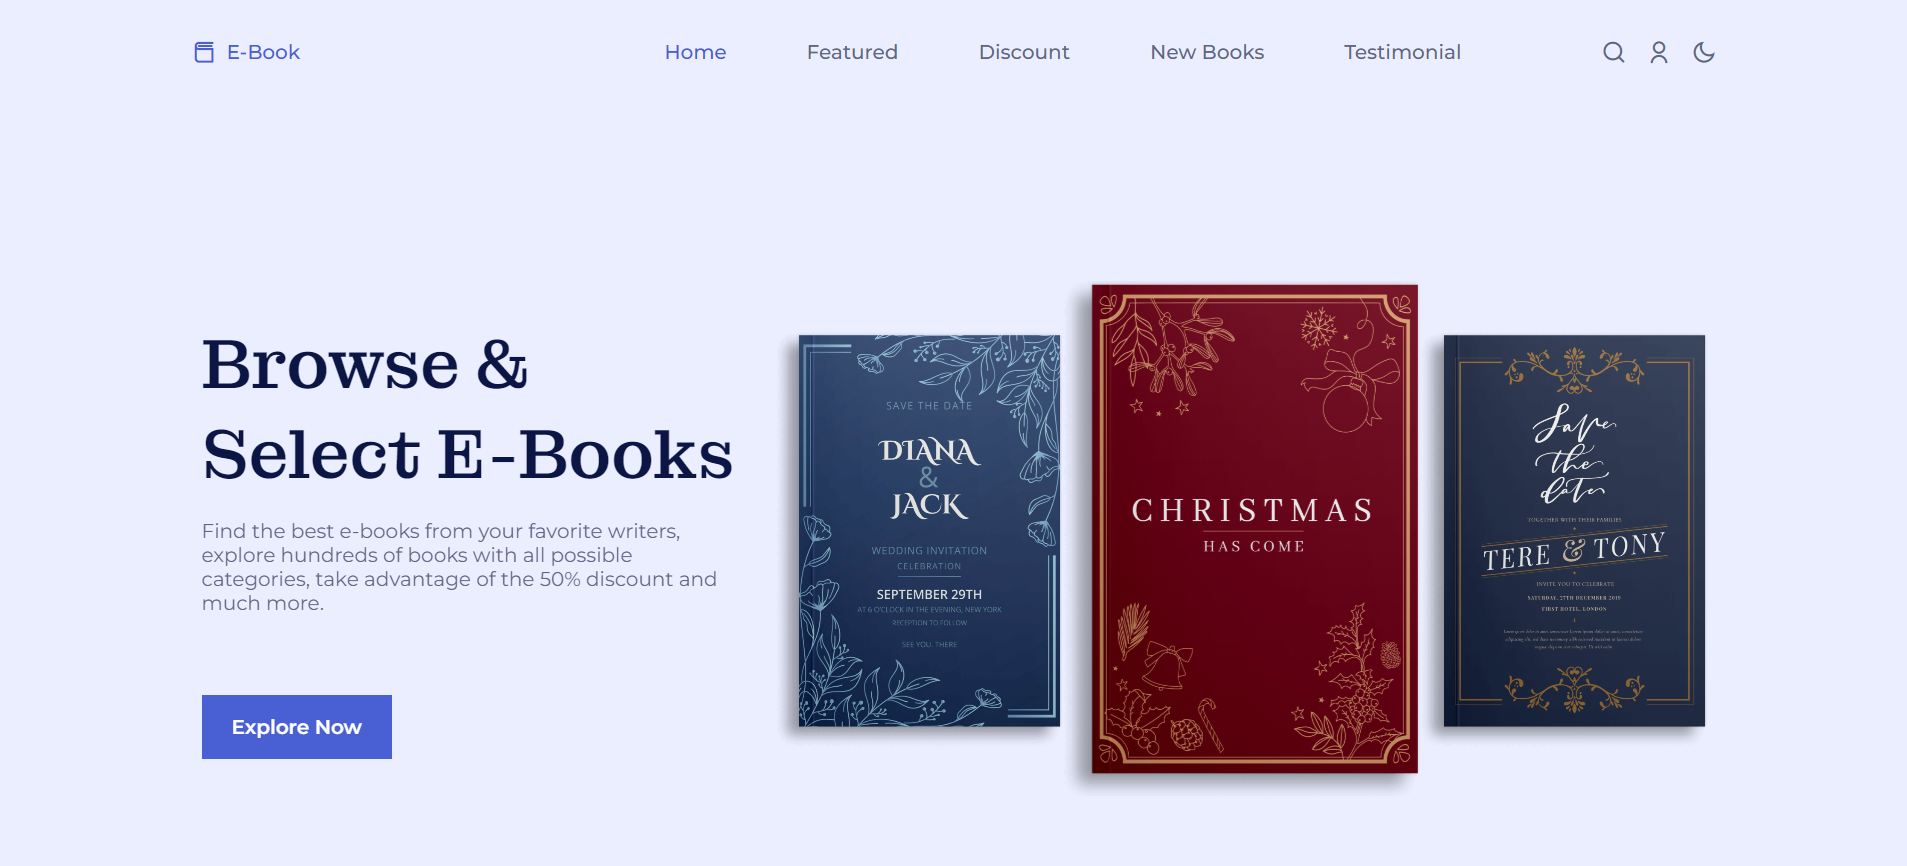 E-Book
Home
Featured
Discount
New Books
Testimonial
Browse &
Select E-Books
Find the best e-books from your favorite writers,
explore hundreds of books with all possible
categories, take advantage of the 50% discount and
much more.
Explore Now
SAVE THE DATE
DIANA
&
JACK
WEDDING INVITATION
CELEBRATION
SEPTEMBER 29TH
AT 6 O'CLOCK IN THE EVENING, NEW YORK
RECEPTION TO FOLLOW
SEE YOU, THERE
CHRISTMAS
HAS COME
Save
the
date
TOGETHER WITH THEIR FAMILIES
TERE & TONY
INVITE YOU TO CELEBRATE
SATURDAY, 27TH DECEMBER 2019
FIRST HOTEL, LONDON